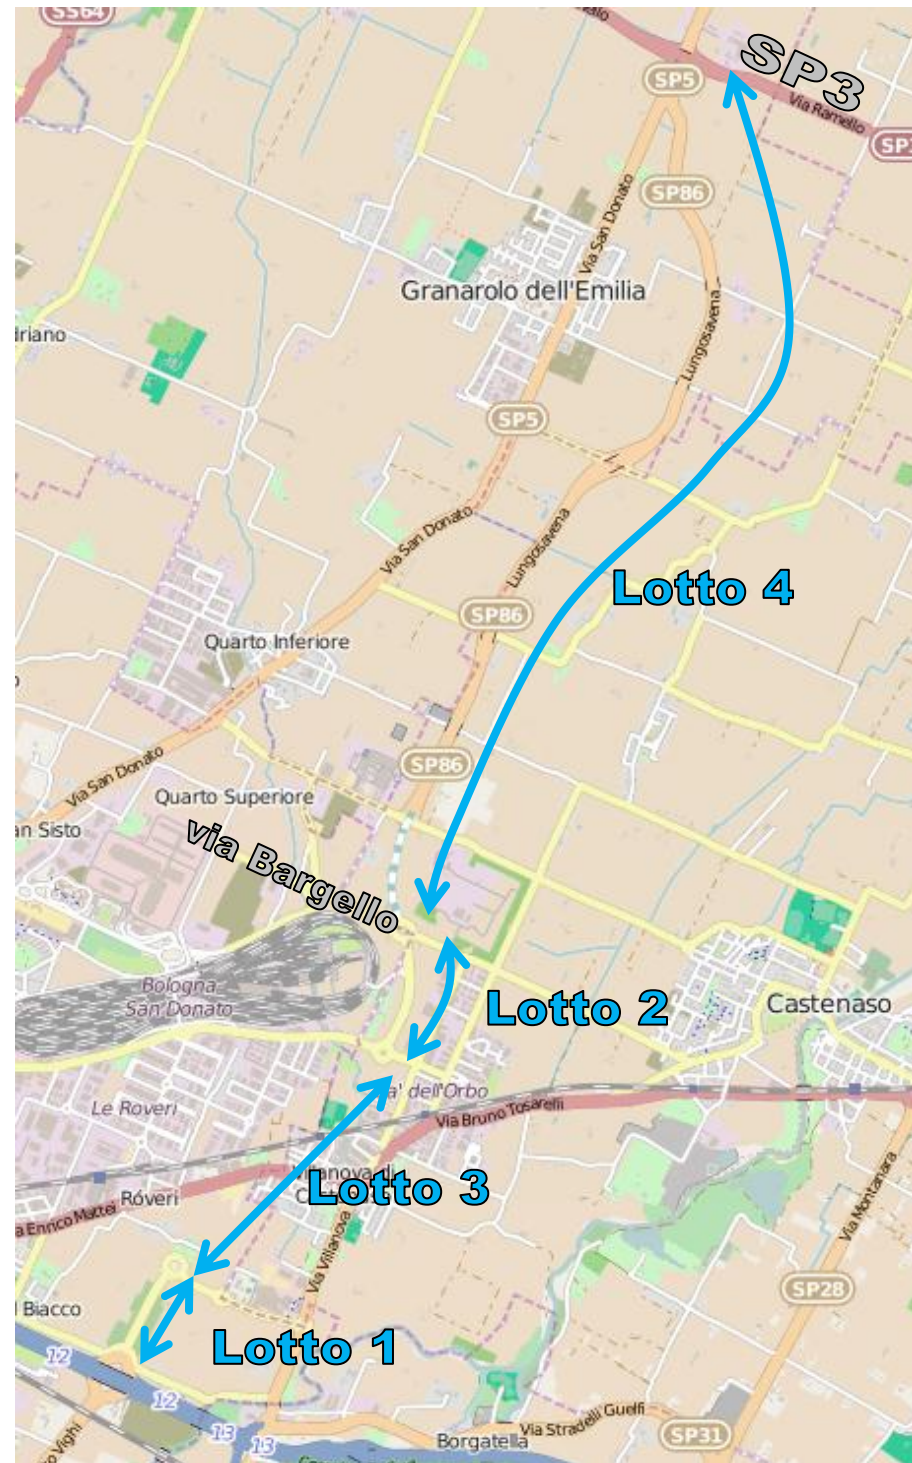 SS64
SP3
SP5
Via Ramello
SP86
Via San Donato
Granarolo dell'Emilia
Lungosavena
driano
SP5
Via San Donato
Lungosavena
Lotto 4
SP86
Quarto Inferiore
SP86
Via San Donato
Quarto Superiore
an Sisto
via Bargello
Bologna
San Donato
Castenaso
Lotto 2
a' dell'Orbo
Le Roveri
Via Bruno Tosarelli
Lotto 3
Róveri
a Enrico Mattei
Via Villanova
Via Montanara
SP28
l Biacco
Lotto 1
12
12
13
13
Via Stradelli Guelfi
SP31
Borgatella
o Vighi